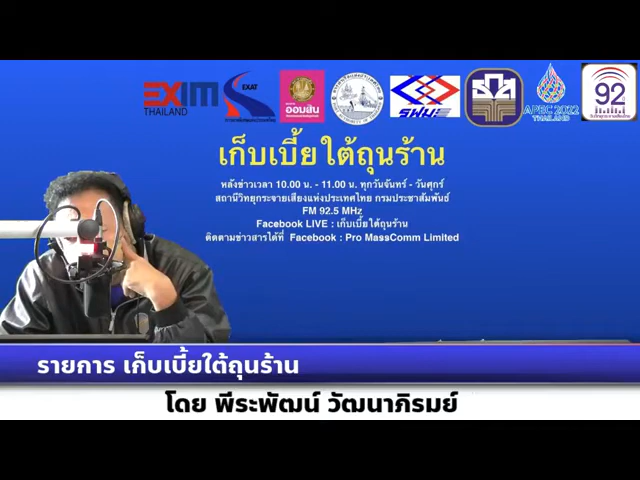 EXIM
THAILAND
EXAT
ออมสิน
รฟม
ธกส
APEC 2022
THAILAND
92
เก็บเบี้ยใต้ถุนร้าน
หลังข่าวเวลา 10.00 น. - 11.00 น. ทุกวันจันทร์ - วันศุกร์
สถานีวิทยุกระจายเสียงแห่งประเทศไทย กรมประชาสัมพันธ์
FM 92.5 MHz
Facebook LIVE : เก็บเบี้ยใต้ถุนร้าน
ติดตามข่าวสารได้ที่ Facebook : Pro MassComm Limited
รายการ เก็บเบี้ยใต้ถุนร้าน
โดย พีระพัฒน์ วัฒนาภิรมย์